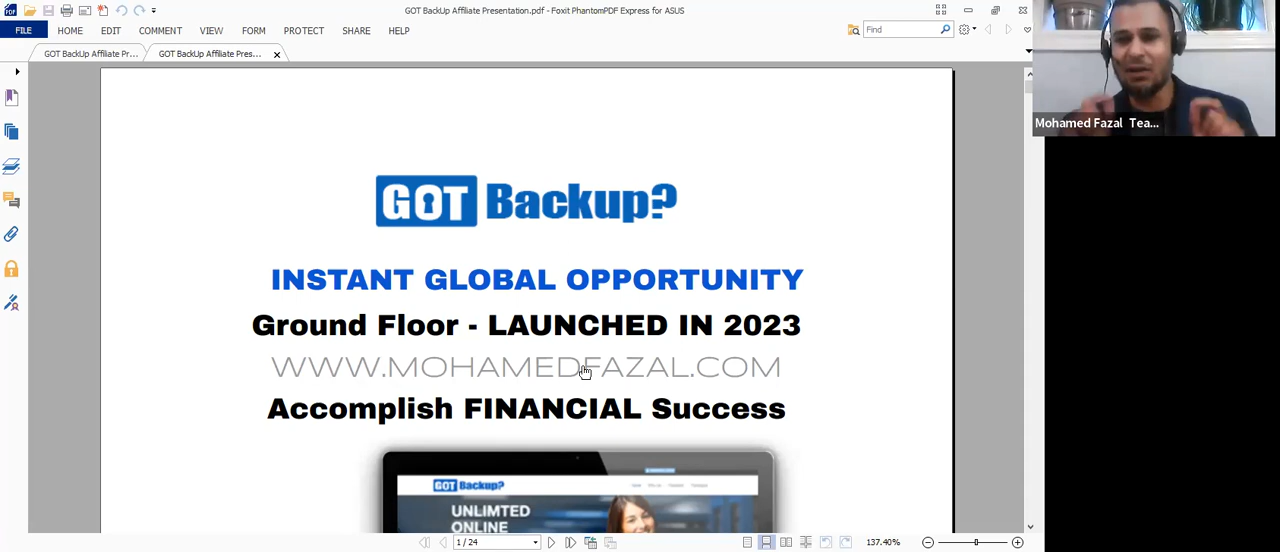 GOT BackUp Affiliate Presentation.pdf - Foxit PhantomPDF Express for ASUS
PDF
FILE HOME EDIT COMMENT VIEW FORM PROTECT SHARE HELP
Find
GOT BackUp Affiliate Pr... GOT BackUp Affiliate Pres...
Mohamed Fazal Tea...
GOT Backup?
INSTANT GLOBAL OPPORTUNITY
Ground Floor - LAUNCHED IN 2023
WWW.MOHAMEDFAZAL.COM
Accomplish FINANCIAL Success
GOT Backup?
UNLIMTED
ONLINE
1 / 24
137.40%